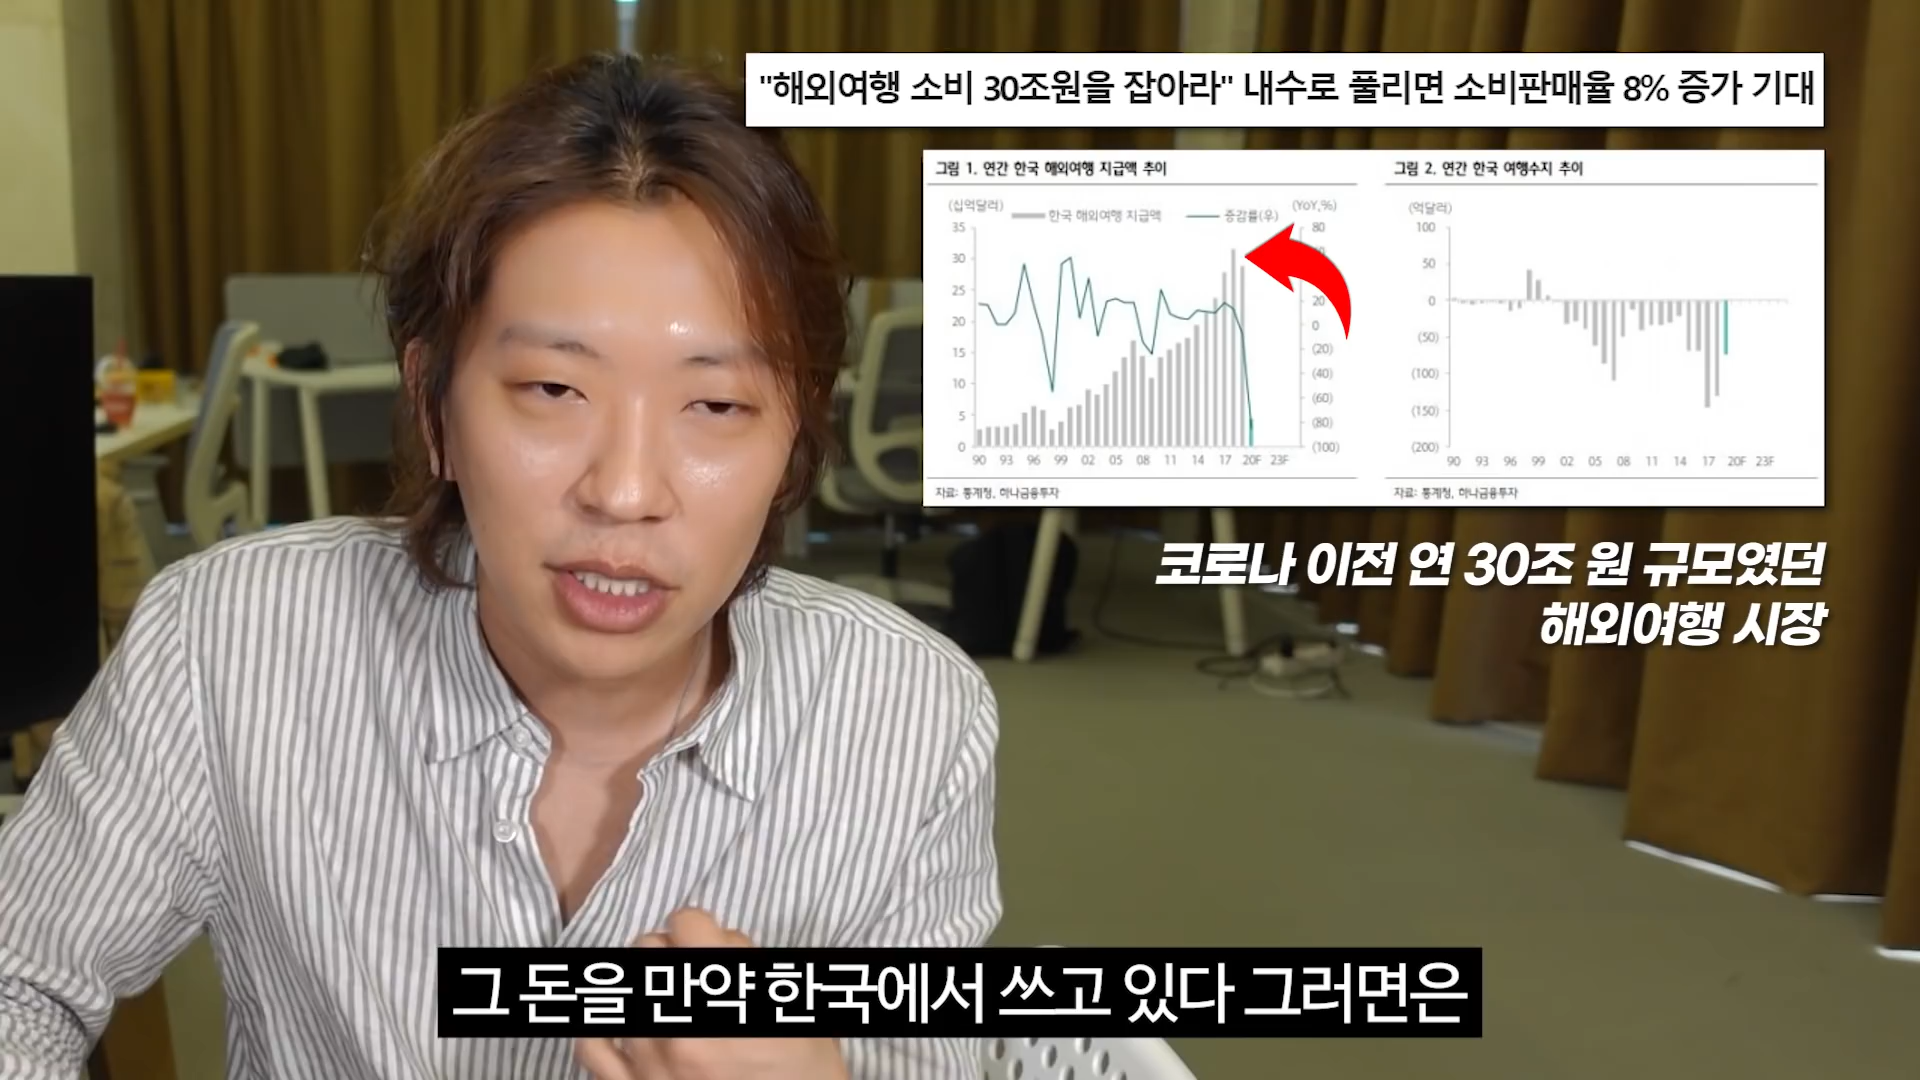 "해외여행 소비 30조원을 잡아라" 내수로 풀리면 소비판매율 8% 증가 기대
그림 1. 연간 한국 해외여행 지급액 추이
(십억달러)
한국 해외여행 지급액
증감률(우)
(YoY,%)
35
30
25
20
15
10
5
0
80
20
0
(20)
(40)
(60)
(80)
(100)
90 93 96 99 02 05 08 11 14 17 20F 23F
자료: 통계청, 하나금융투자
그림 2. 연간 한국 여행수지 추이
(억달러)
100
50
0
(50)
(100)
(150)
(200)
90 93 96 99 02 05 08 11 14 17 20F 23F
자료: 통계청, 하나금융투자
코로나 이전 연 30조 원 규모였던
해외여행 시장
그 돈을 만약 한국에서 쓰고 있다 그러면은